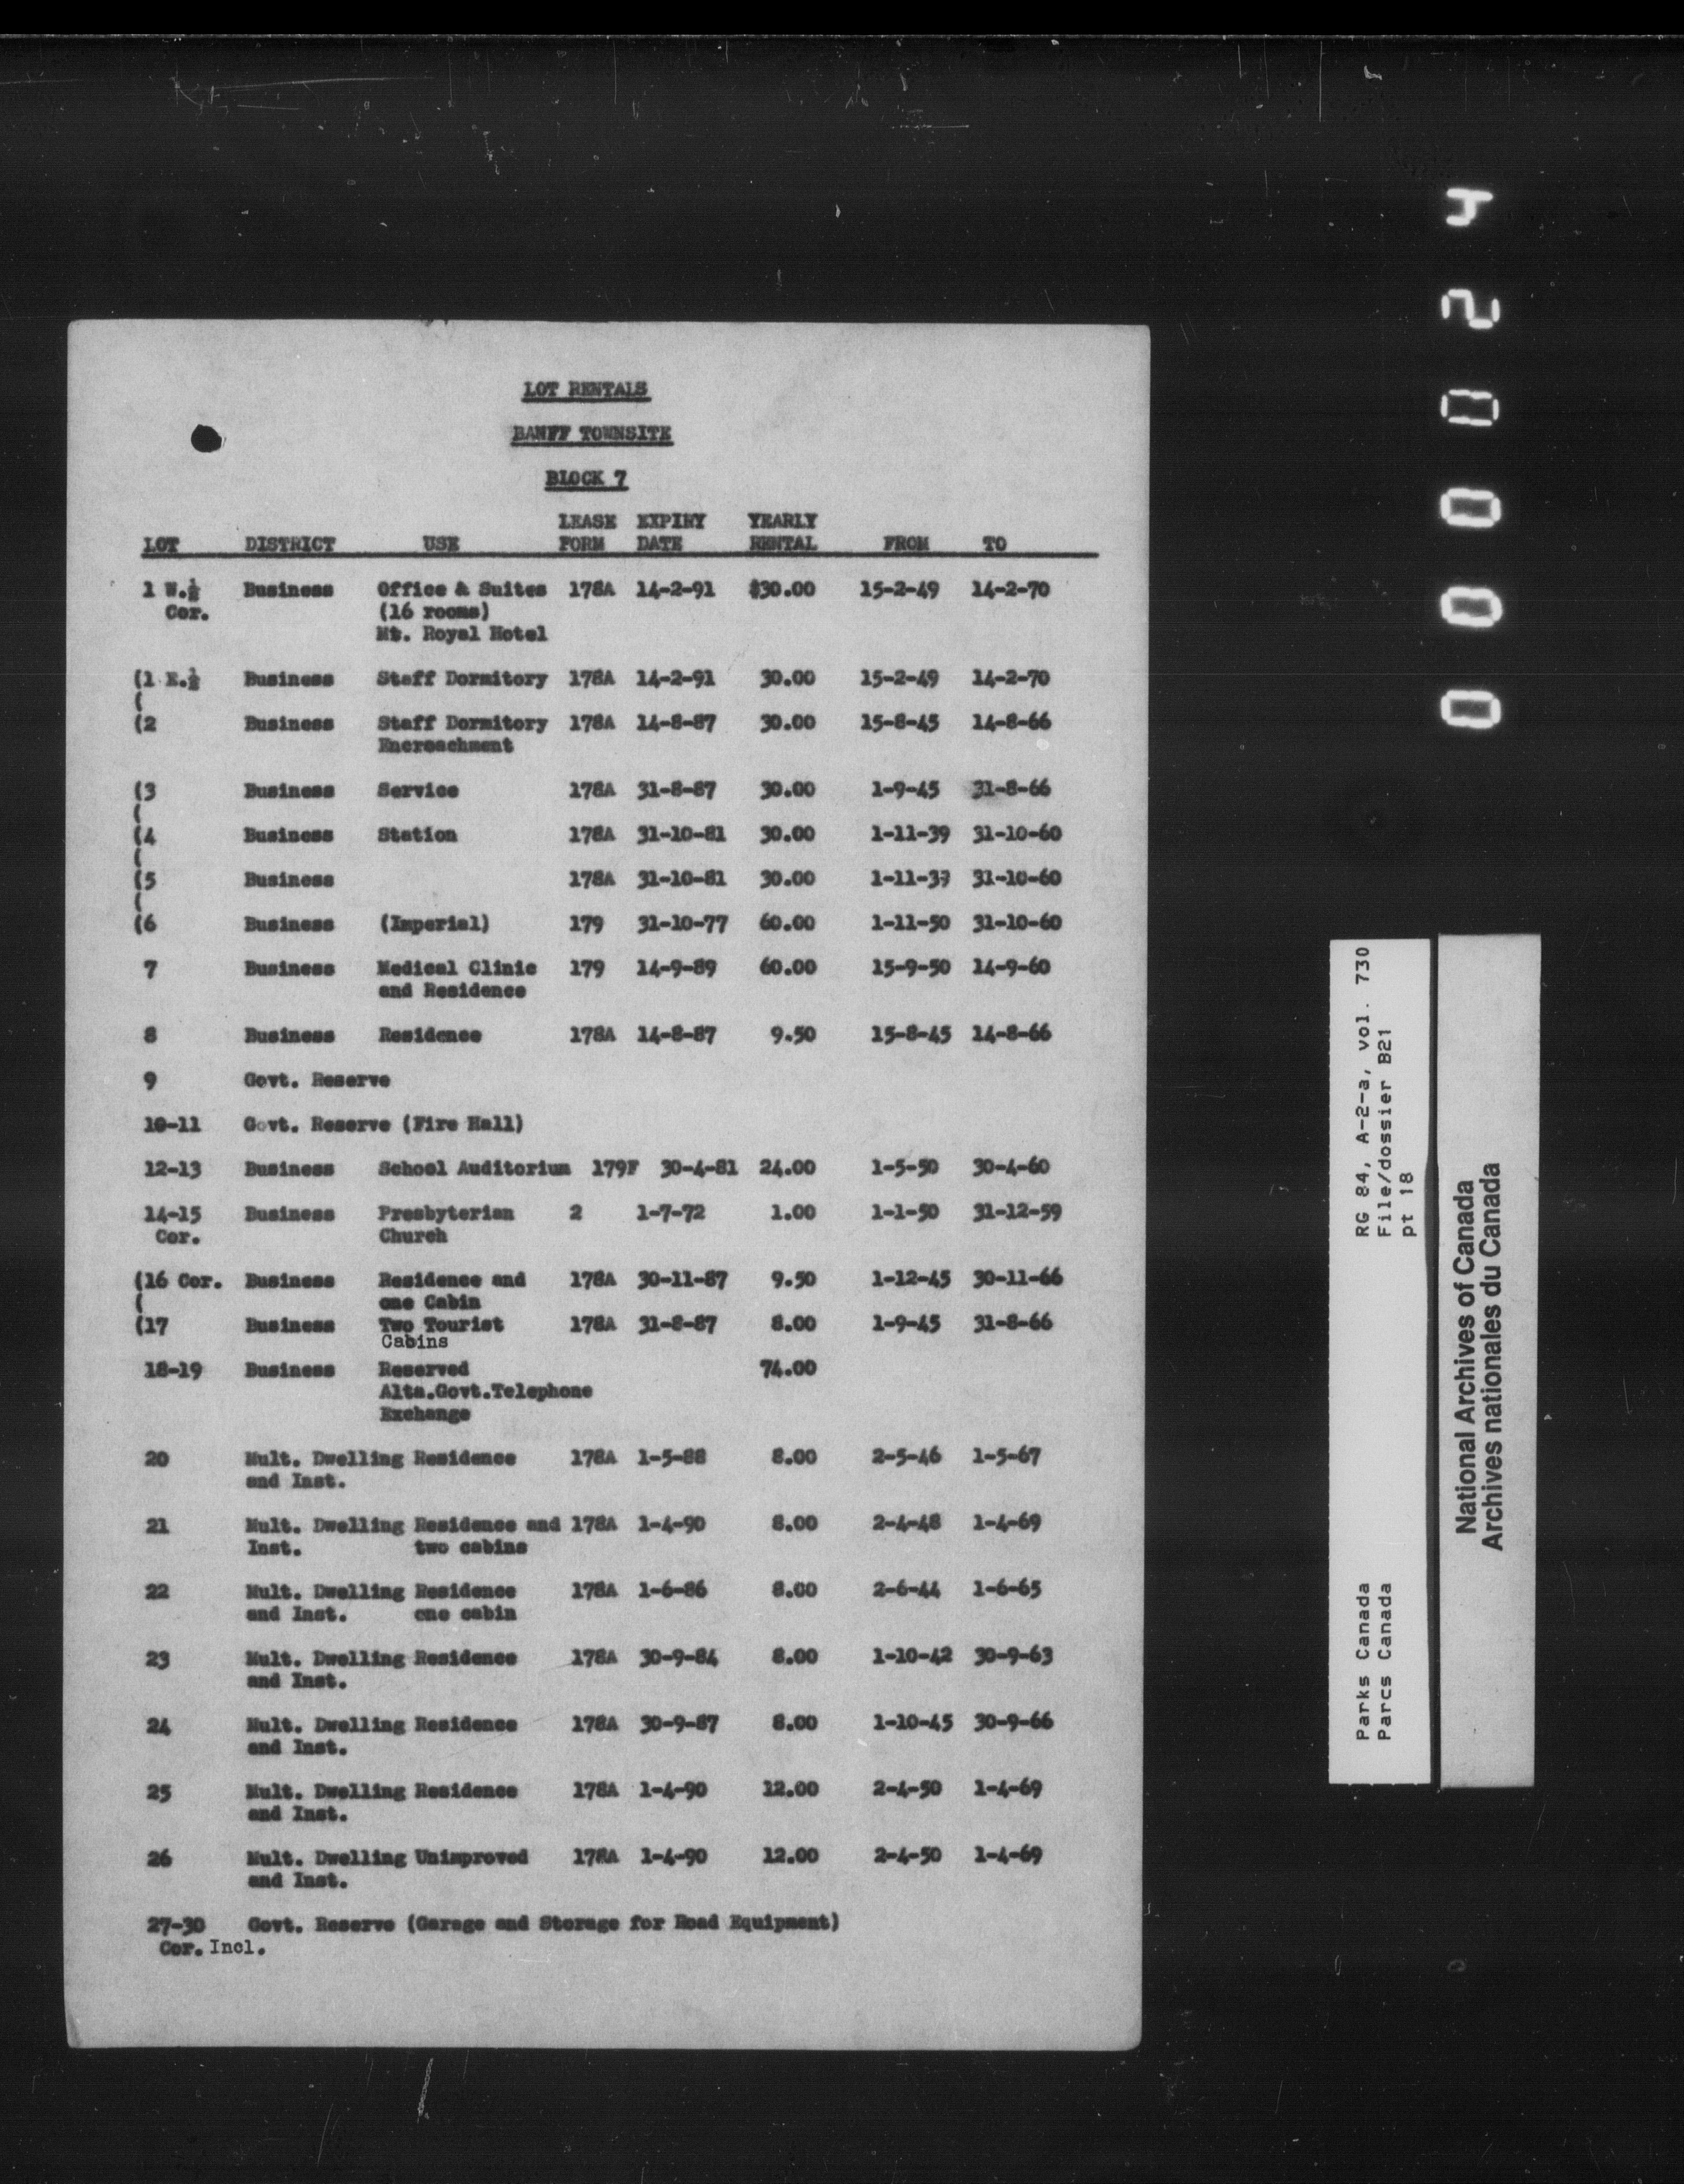 LOT RENTALS
BANFF TOWNSITE
BLOCK 7
LEASE EXPIRY YEARLY
LOT DISTRICT USE FORM DATE RENTAL FROM TO
1 W.½ Business Office & Suites 178A 14-2-91 $30.00 15-2-49 14-2-70
Cor. (16 rooms)
Mt. Royal Hotel
(1 E.½ Business Staff Dormitory 178A 14-2-91 30.00 15-2-49 14-2-70
(
(2 Business Staff Dormitory 178A 14-8-87 30.00 15-8-45 14-8-66
Encroachment
(3 Business Service 178A 31-8-87 30.00 1-9-45 31-8-66
(
(4 Business Station 178A 31-10-81 30.00 1-11-39 31-10-60
(
(5 Business 178A 31-10-81 30.00 1-11-39 31-10-60
(
(6 Business (Imperial) 179 31-10-77 60.00 1-11-50 31-10-60
7 Business Medical Clinic 179 14-9-89 60.00 15-9-50 14-9-60
and Residence
8 Business Residence 178A 14-8-87 9.50 15-8-45 14-8-66
9 Govt. Reserve
10-11 Govt. Reserve (Fire Hall)
12-13 Business School Auditorium 179F 30-4-81 24.00 1-5-50 30-4-60
14-15 Business Presbyterian 2 1-7-72 1.00 1-1-50 31-12-59
Cor. Church
(16 Cor. Business Residence and 178A 30-11-87 9.50 1-12-45 30-11-66
( one Cabin
(17 Business Two Tourist 178A 31-8-87 8.00 1-9-45 31-8-66
Cabins
18-19 Business Reserved 74.00
Alta.Govt.Telephone
Exchange
20 Mult. Dwelling Residence 178A 1-5-88 8.00 2-5-46 1-5-67
and Inst.
21 Mult. Dwelling Residence and 178A 1-4-90 8.00 2-4-48 1-4-69
Inst. two cabins
22 Mult. Dwelling Residence 178A 1-6-86 8.00 2-6-44 1-6-65
and Inst. one cabin
23 Mult. Dwelling Residence 178A 30-9-84 8.00 1-10-42 30-9-63
and Inst.
24 Mult. Dwelling Residence 178A 30-9-87 8.00 1-10-45 30-9-66
and Inst.
25 Mult. Dwelling Residence 178A 1-4-90 12.00 2-4-50 1-4-69
and Inst.
26 Mult. Dwelling Unimproved 178A 1-4-90 12.00 2-4-50 1-4-69
and Inst.
27-30 Govt. Reserve (Garage and Storage for Road Equipment)
Cor. Incl.
0000024
Parks Canada RG 84, A-2-a, vol. 730
Parcs Canada File/dossier B21
pt 18
National Archives of Canada
Archives nationales du Canada